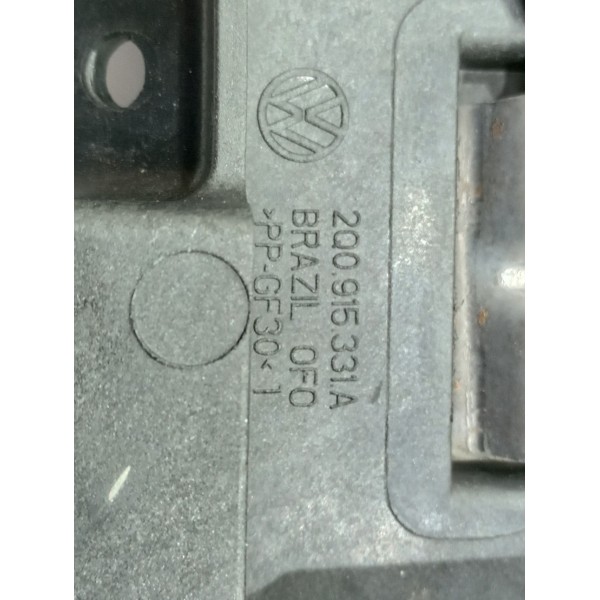 2Q0.915.331.A
BRAZIL OFO
>PP-GF30< 1